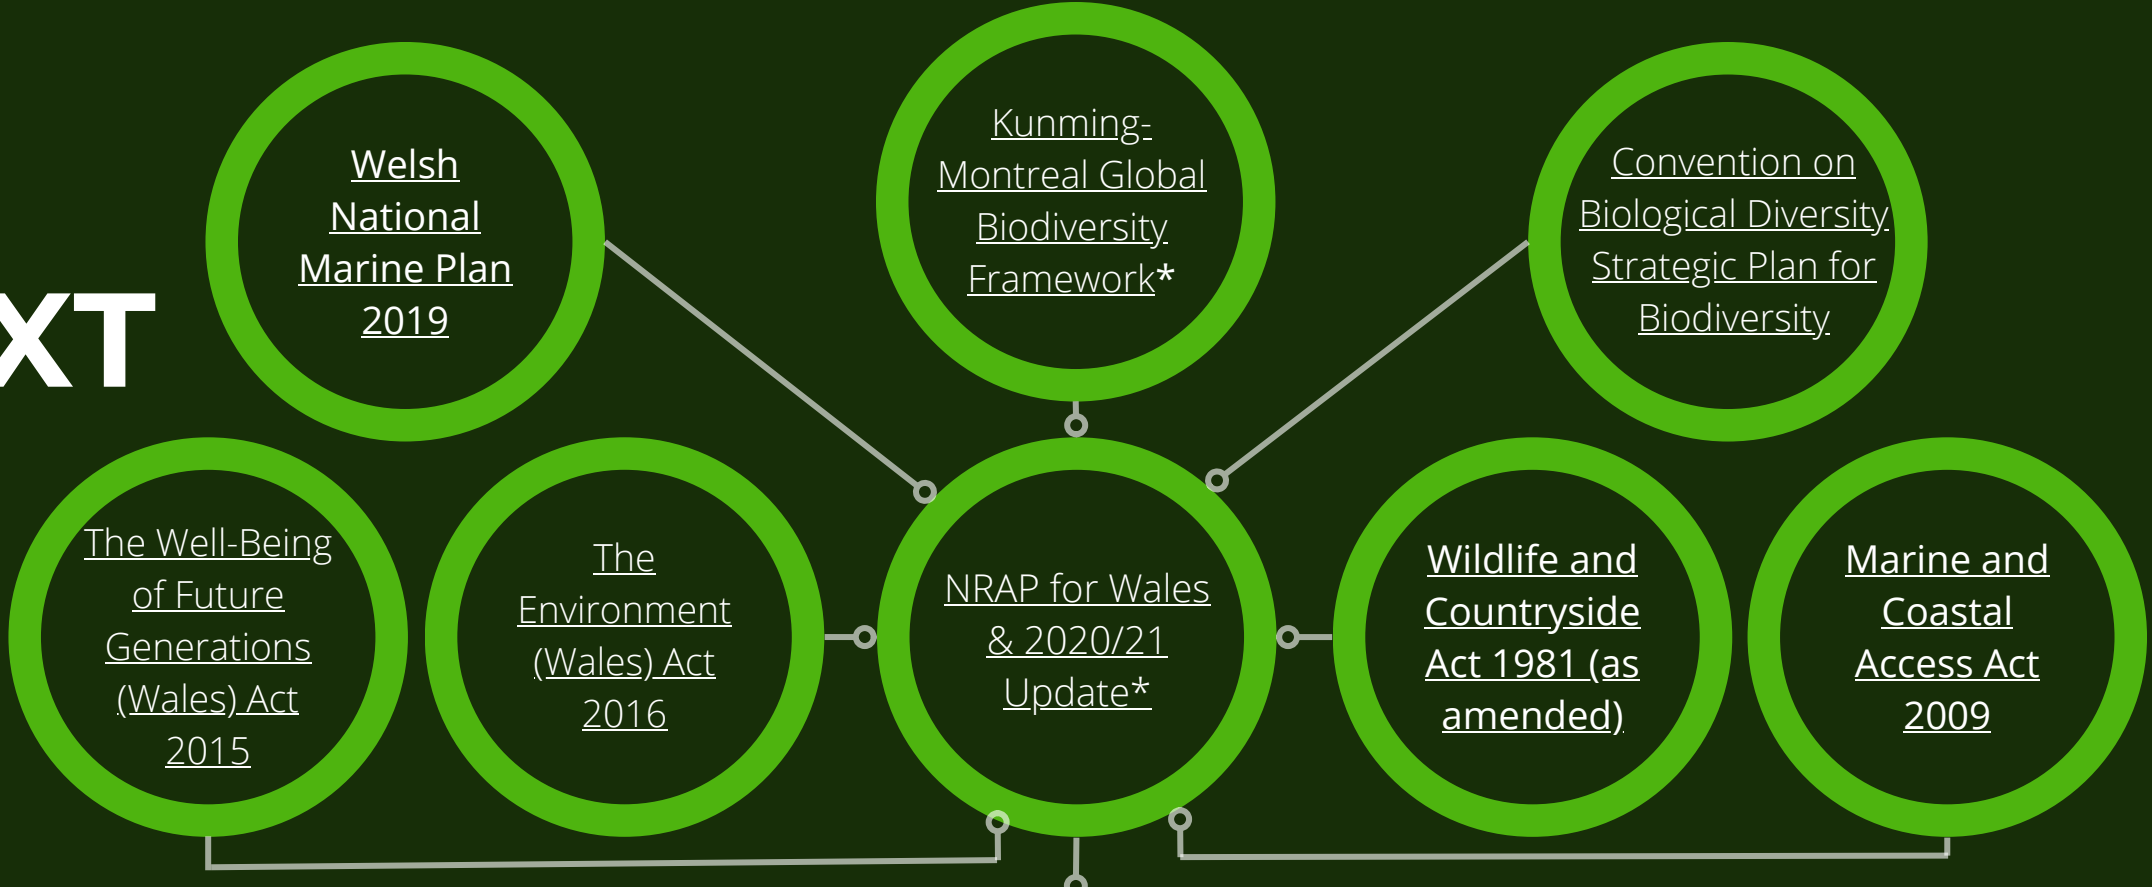 XT
Welsh
National
Marine Plan
2019
Kunming-
Montreal Global
Biodiversity
Framework*
Convention on
Biological Diversity
Strategic Plan for
Biodiversity
The Well-Being
of Future
Generations
(Wales) Act
2015
The
Environment
(Wales) Act
2016
NRAP for Wales
& 2020/21
Update*
Wildlife and
Countryside
Act 1981 (as
amended)
Marine and
Coastal
Access Act
2009